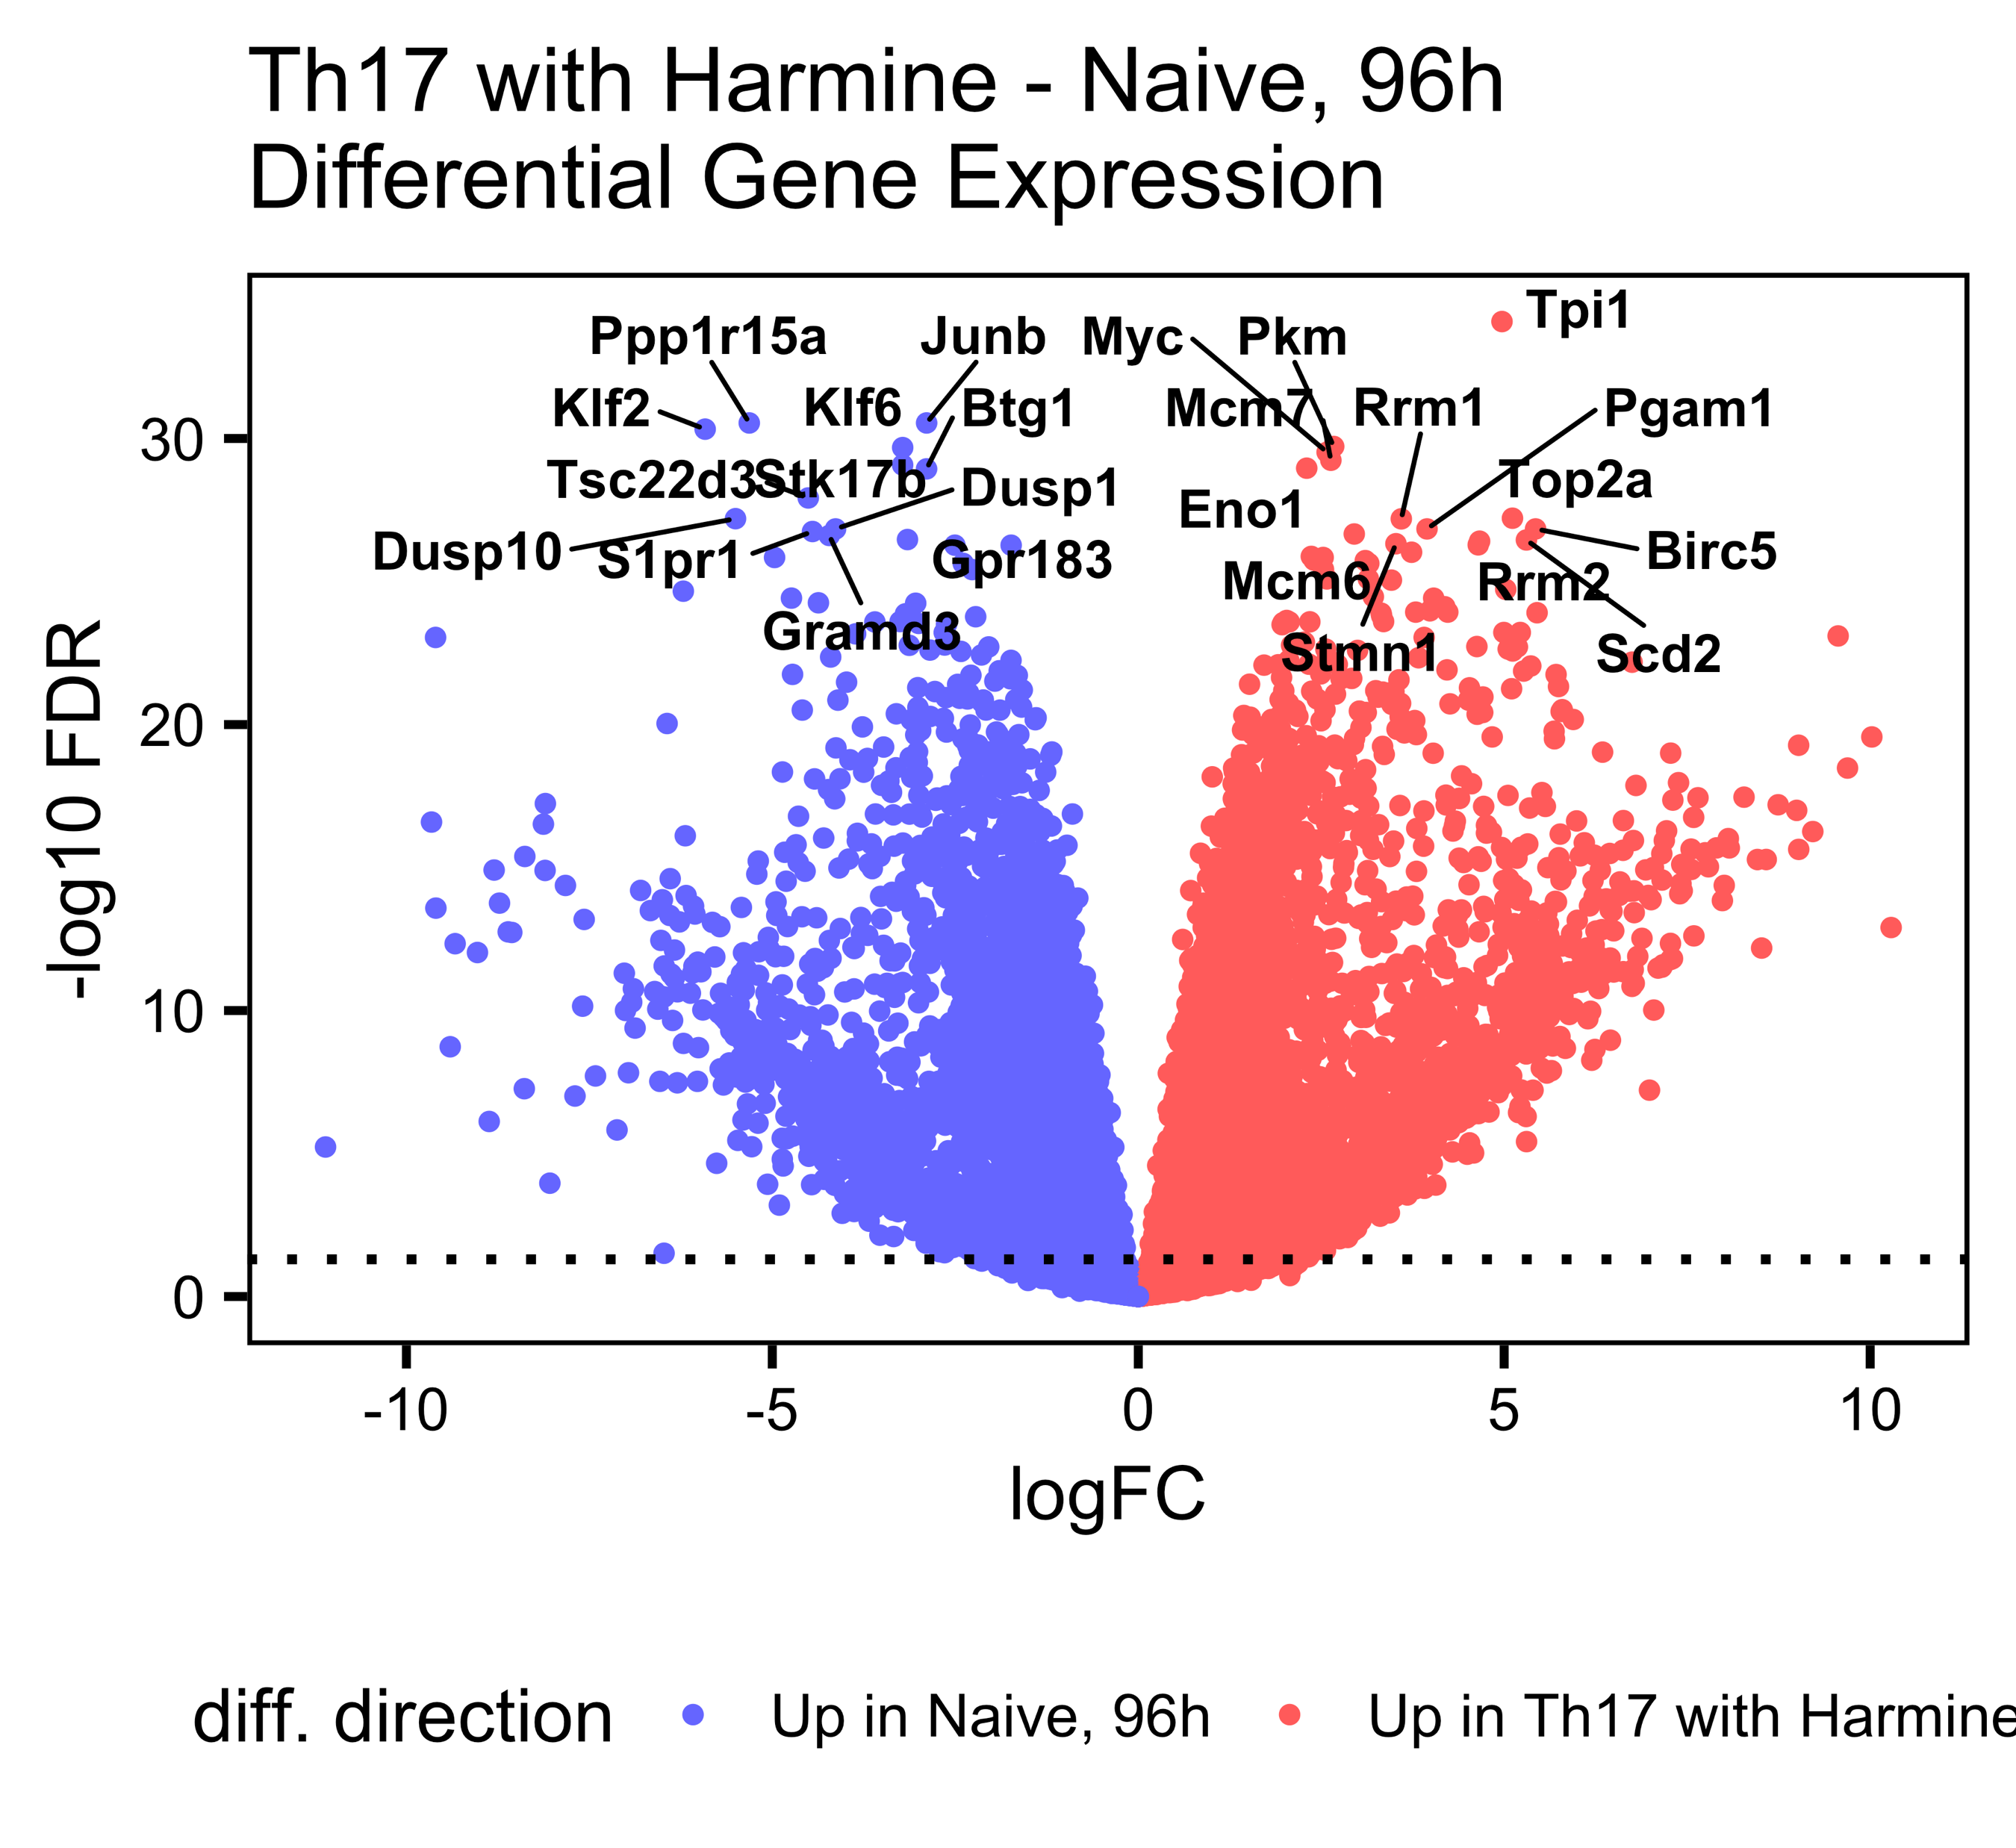 Th17 with Harmine - Naive, 96h
Differential Gene Expression
Tpi1
Ppp1r15a
Junb
Myc
Pkm
Klf2
Klf6
Btg1
Mcm7
Rrm1
Pgam1
Tsc22d3
Stk17b
Dusp1
Eno1
Top2a
Dusp10
S1pr1
Gpr183
Mcm6
Rrm2
Birc5
Gramd3
Stmn1
Scd2
30
20
10
0
-log10 FDR
-10
-5
0
5
10
logFC
diff. direction
Up in Naive, 96h
Up in Th17 with Harmine